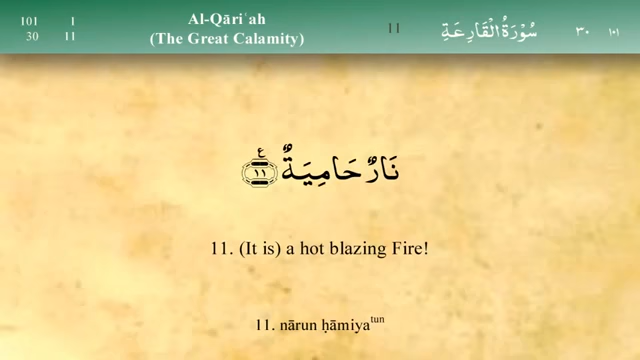 101 1 Al-Qāriʿah 11 سُوْرَةُ الْقَارِعَةِ ٣٠ ١٠١
30 11 (The Great Calamity)
نَارٌ حَامِيَةٌ ع ١١
11. (It is) a hot blazing Fire!
11. nārun ḥāmiyatun